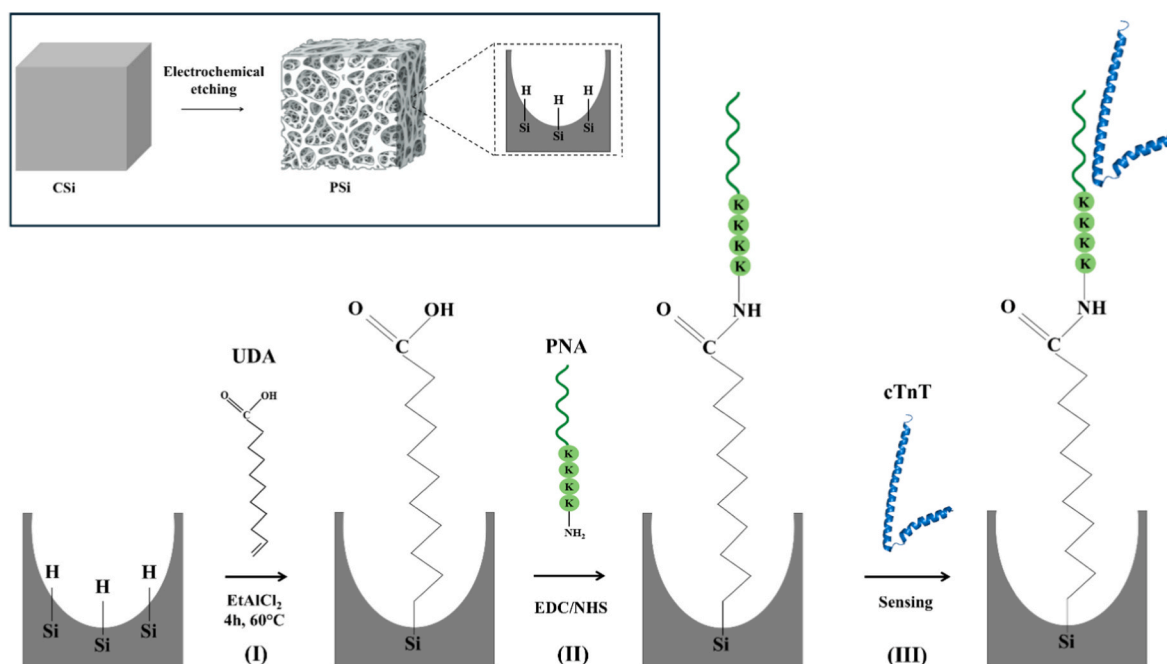 Electrochemical
etching
CSi
PSi
H
H
H
Si
Si
Si
K
K
K
K
NH
O
C
K
K
K
K
NH
O
C
O
OH
C
UDA
O
OH
C
PNA
K
K
K
K
NH₂
cTnT
H
H
H
Si
Si
Si
EtAlCl₂
4h, 60°C
(I)
Si
EDC/NHS
(II)
Si
Sensing
(III)
Si